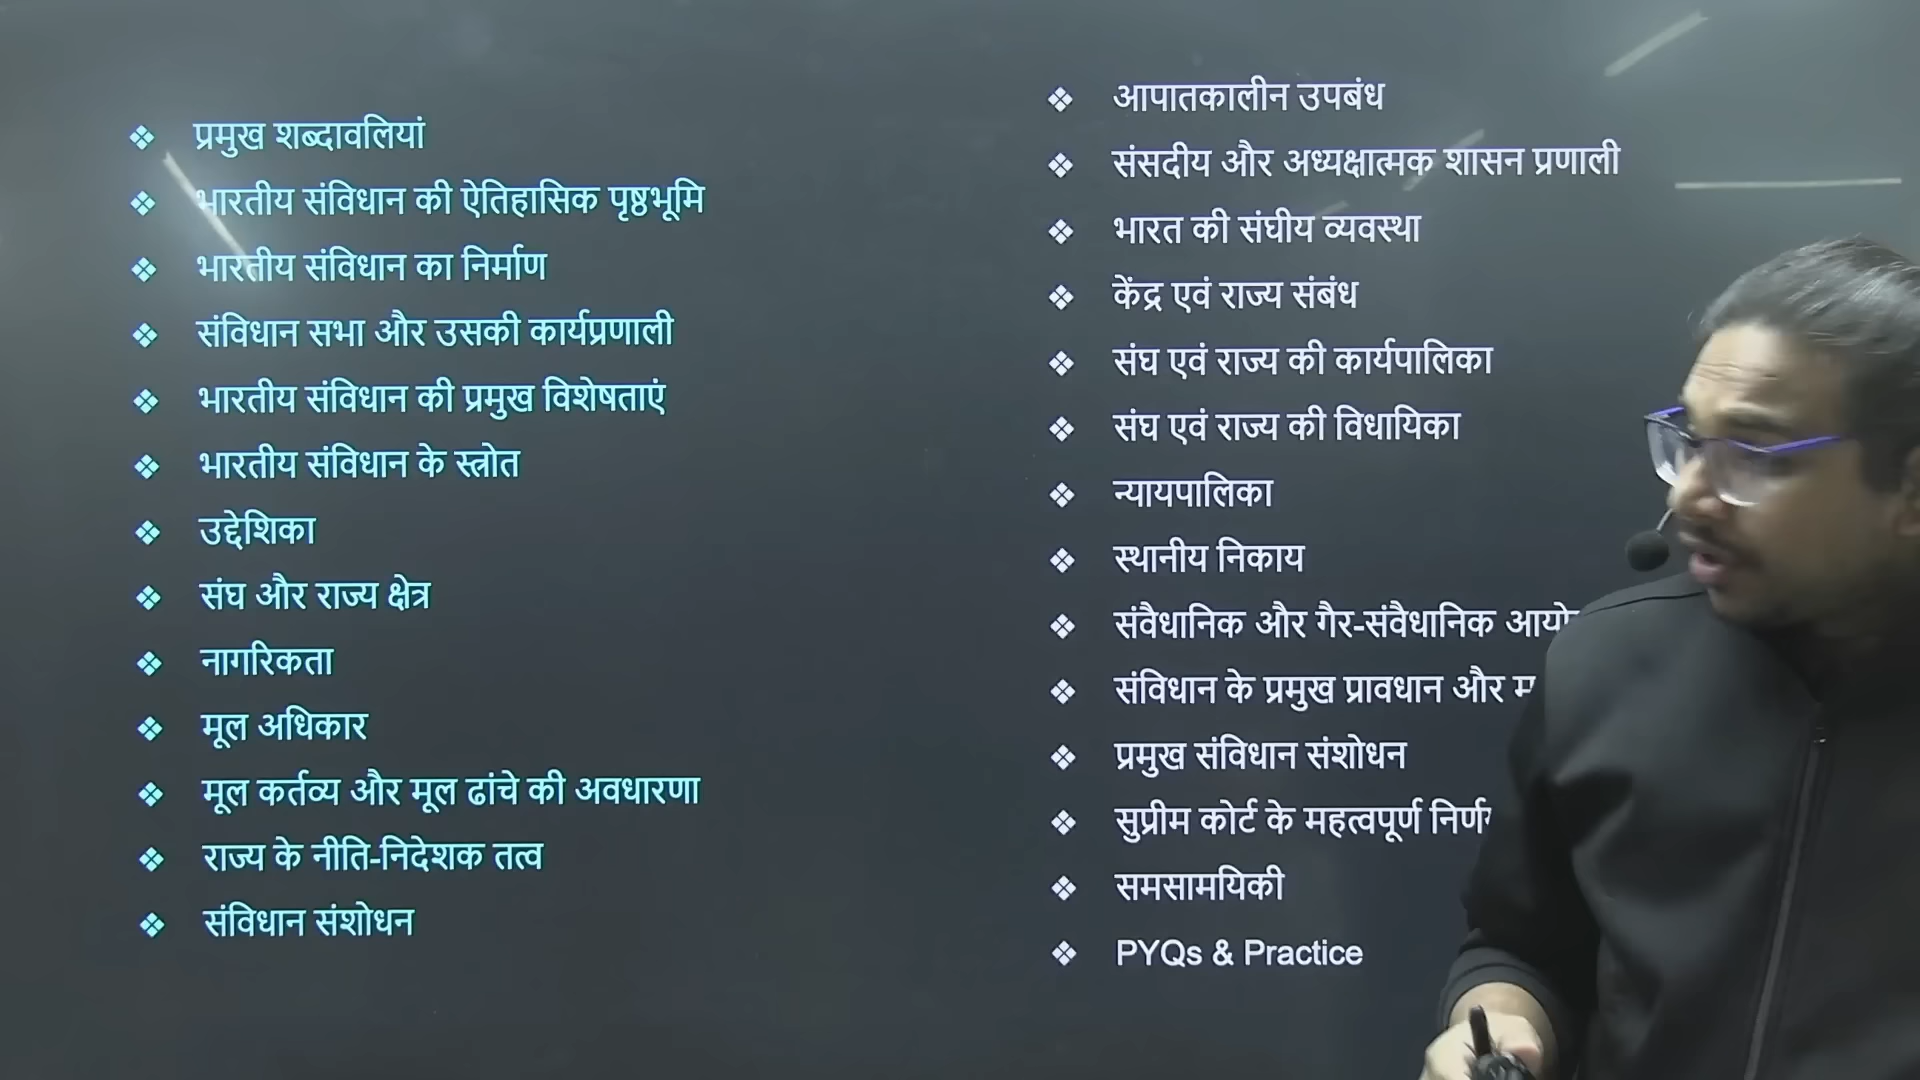 प्रमुख शब्दावलियां
भारतीय संविधान की ऐतिहासिक पृष्ठभूमि
भारतीय संविधान का निर्माण
संविधान सभा और उसकी कार्यप्रणाली
भारतीय संविधान की प्रमुख विशेषताएं
भारतीय संविधान के स्त्रोत
उद्देशिका
संघ और राज्य क्षेत्र
नागरिकता
मूल अधिकार
मूल कर्तव्य और मूल ढांचे की अवधारणा
राज्य के नीति-निदेशक तत्व
संविधान संशोधन
आपातकालीन उपबंध
संसदीय और अध्यक्षात्मक शासन प्रणाली
भारत की संघीय व्यवस्था
केंद्र एवं राज्य संबंध
संघ एवं राज्य की कार्यपालिका
संघ एवं राज्य की विधायिका
न्यायपालिका
स्थानीय निकाय
संवैधानिक और गैर-संवैधानिक
संविधान के प्रमुख प्रावधान और
प्रमुख संविधान संशोधन
सुप्रीम कोर्ट के महत्वपूर्ण
समसामयिकी
PYQs & Practice